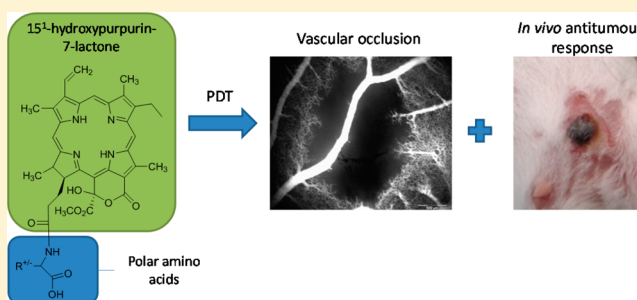 15¹-hydroxypurpurin-
7-lactone
CH₂
CH₃
H₃C
NH
N
N
HN
H₃C
CH₃
HO
H₃CO₂C
O
O
O
NH
R⁺/⁻
O
OH
Polar amino
acids
PDT
Vascular occlusion
In vivo antitumou
response